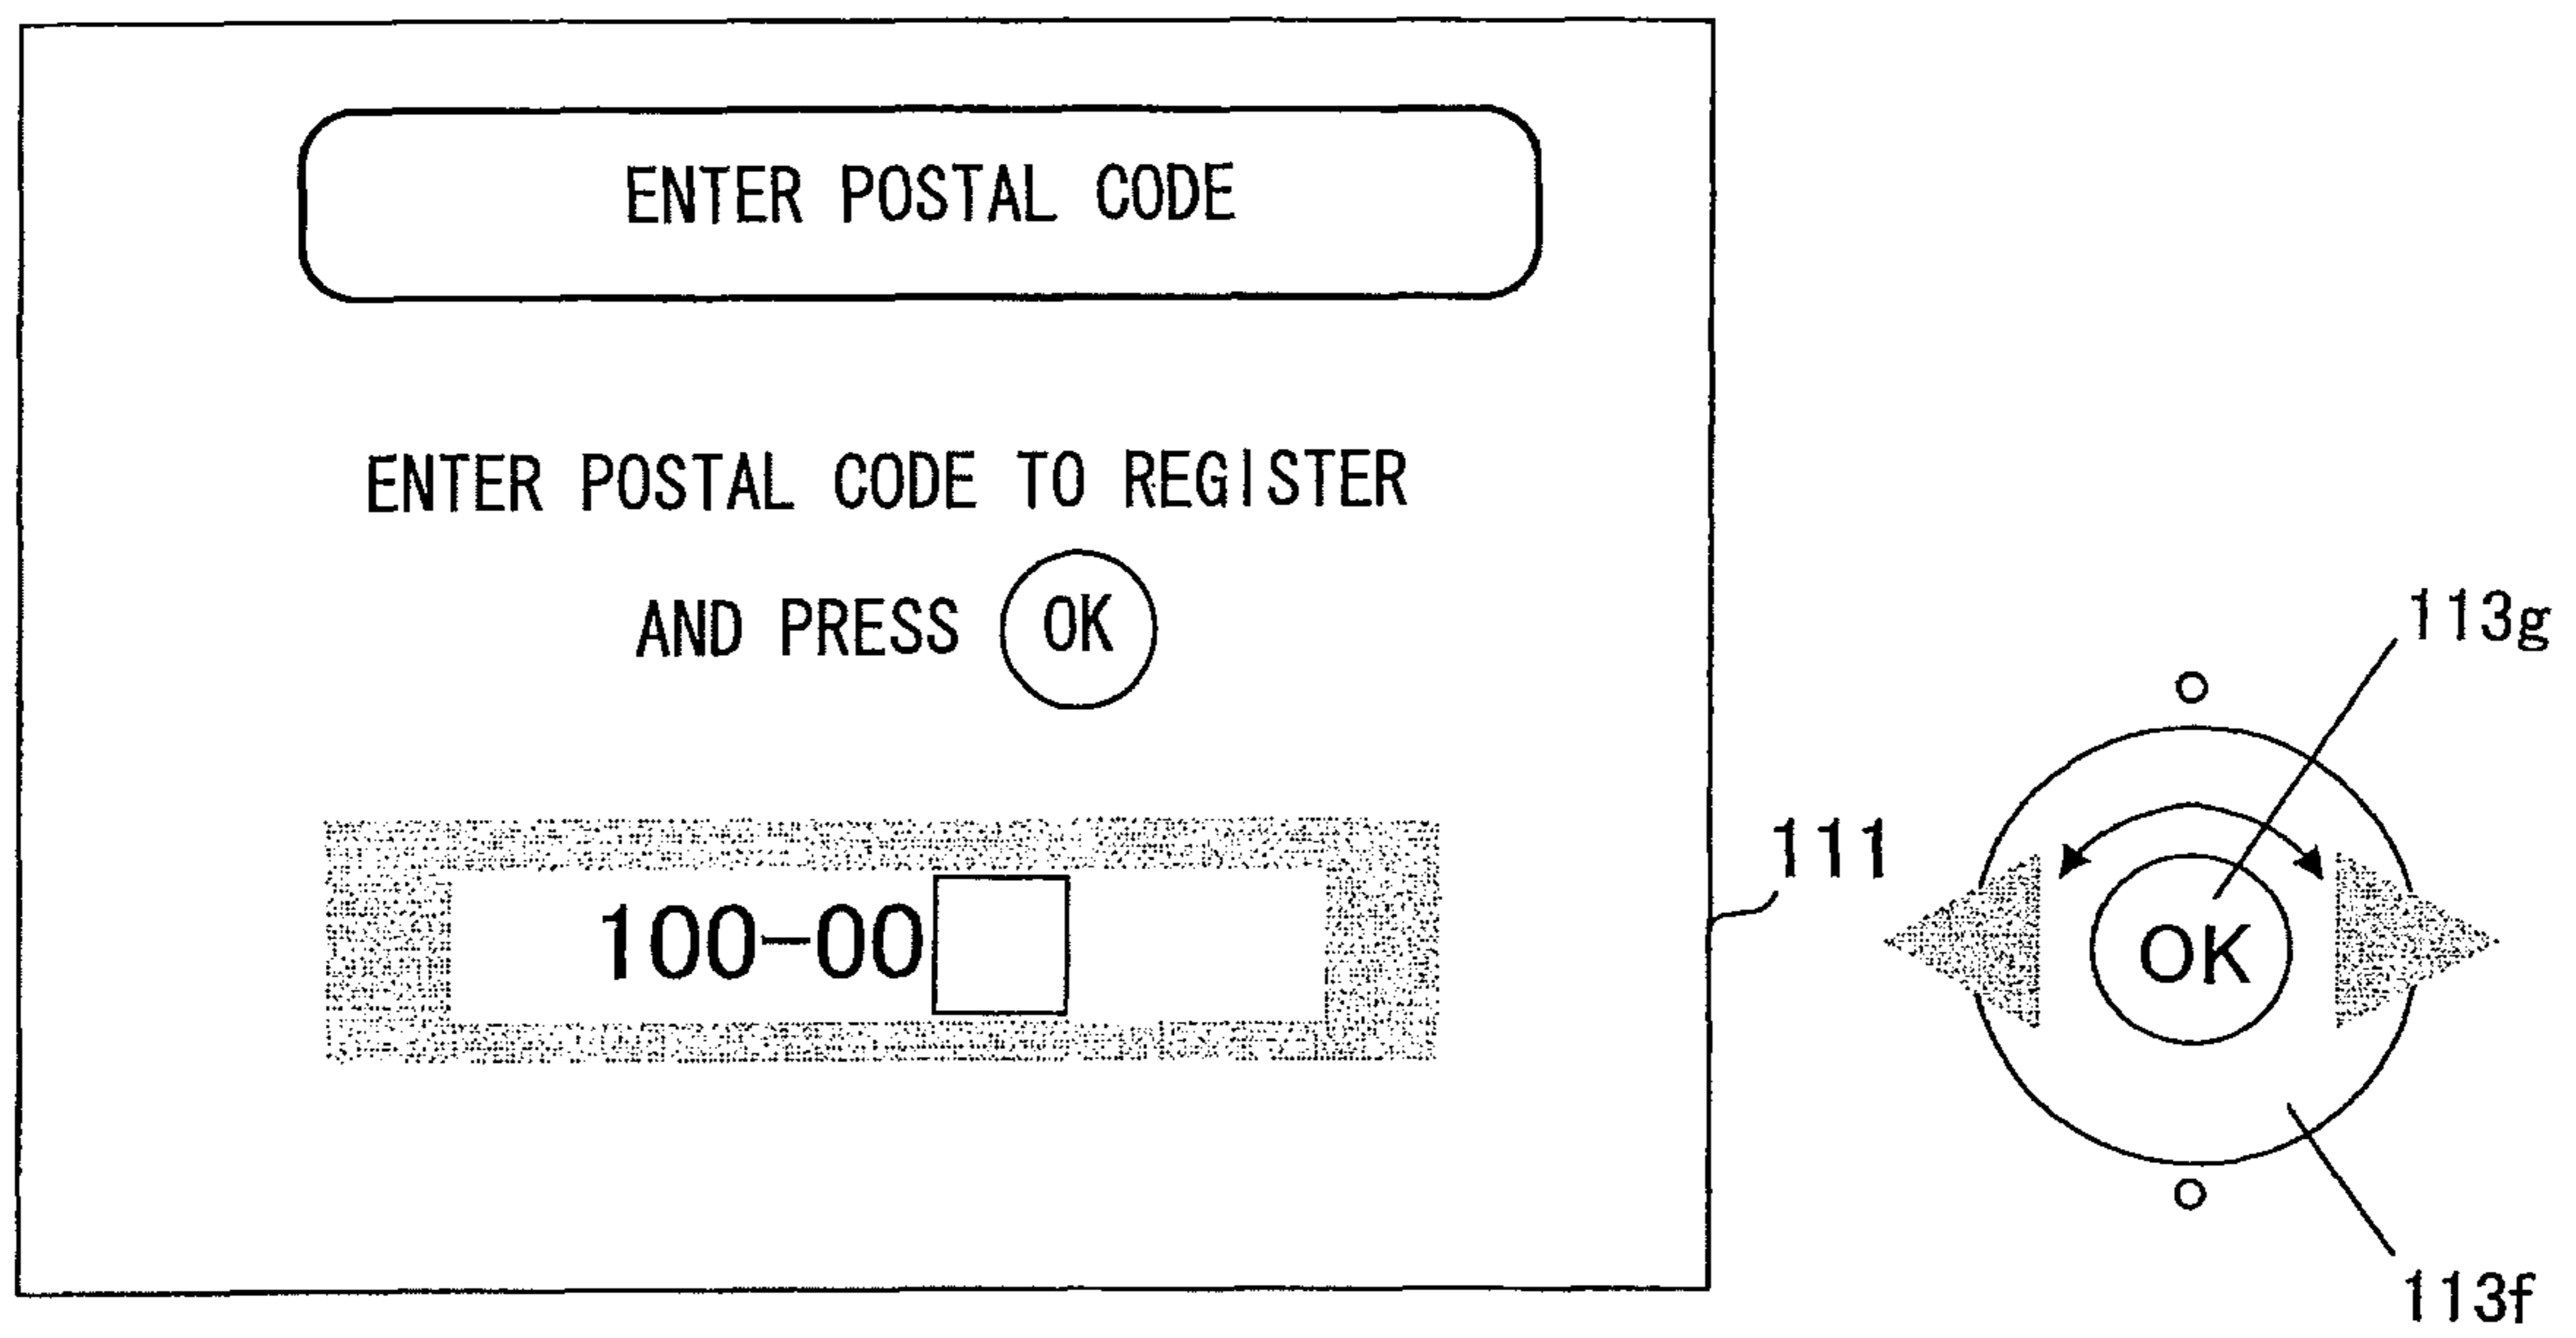 ENTER POSTAL CODE
ENTER POSTAL CODE TO REGISTER
AND PRESS OK
100-00
111
113g
OK
113f